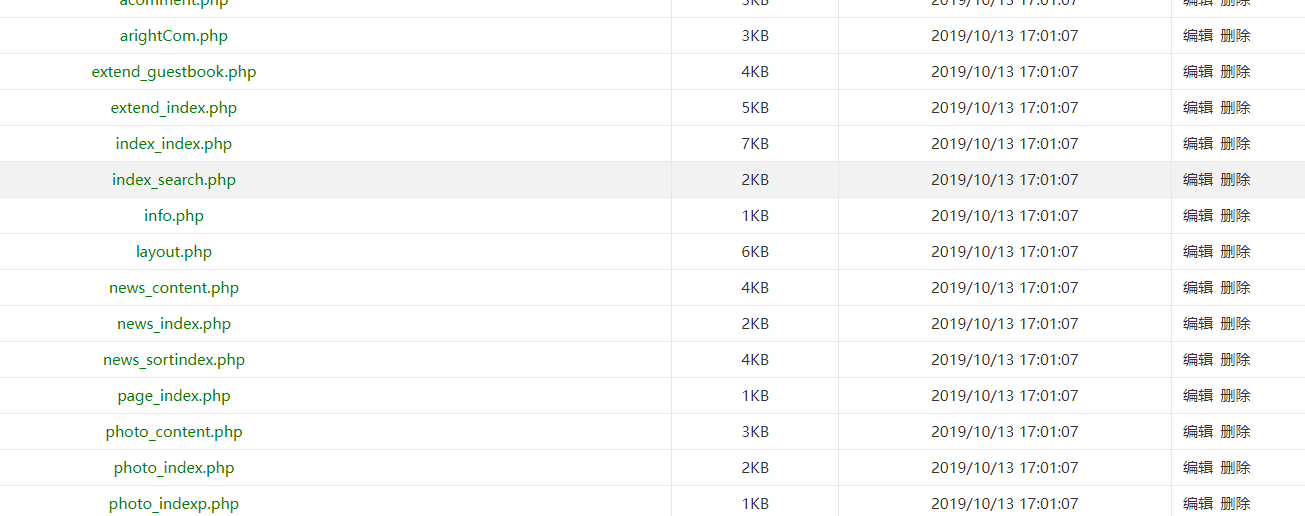 acomment.php 3KB 2019/10/13 17:01:07 编辑 删除
arightCom.php 3KB 2019/10/13 17:01:07 编辑 删除
extend_guestbook.php 4KB 2019/10/13 17:01:07 编辑 删除
extend_index.php 5KB 2019/10/13 17:01:07 编辑 删除
index_index.php 7KB 2019/10/13 17:01:07 编辑 删除
index_search.php 2KB 2019/10/13 17:01:07 编辑 删除
info.php 1KB 2019/10/13 17:01:07 编辑 删除
layout.php 6KB 2019/10/13 17:01:07 编辑 删除
news_content.php 4KB 2019/10/13 17:01:07 编辑 删除
news_index.php 2KB 2019/10/13 17:01:07 编辑 删除
news_sortindex.php 4KB 2019/10/13 17:01:07 编辑 删除
page_index.php 1KB 2019/10/13 17:01:07 编辑 删除
photo_content.php 3KB 2019/10/13 17:01:07 编辑 删除
photo_index.php 2KB 2019/10/13 17:01:07 编辑 删除
photo_indexp.php 1KB 2019/10/13 17:01:07 编辑 删除